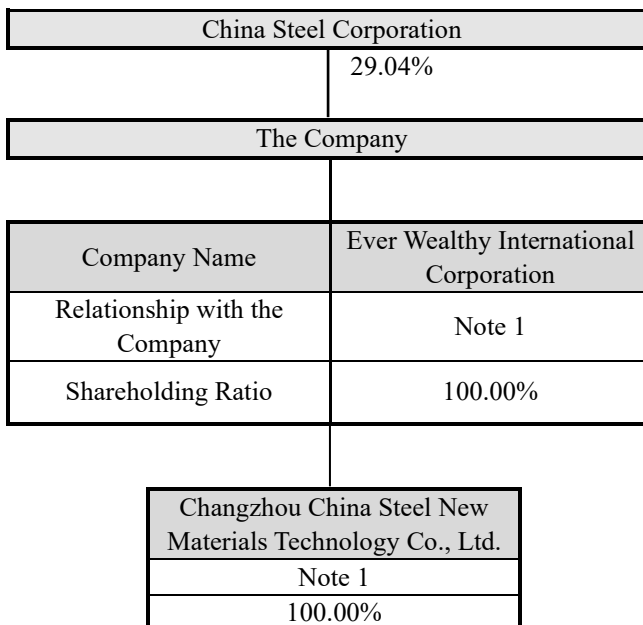 China Steel Corporation
29.04%
The Company
Company Name
Ever Wealthy International
Corporation
Relationship with the
Company
Note 1
Shareholding Ratio
100.00%
Changzhou China Steel New
Materials Technology Co., Ltd.
Note 1
100.00%